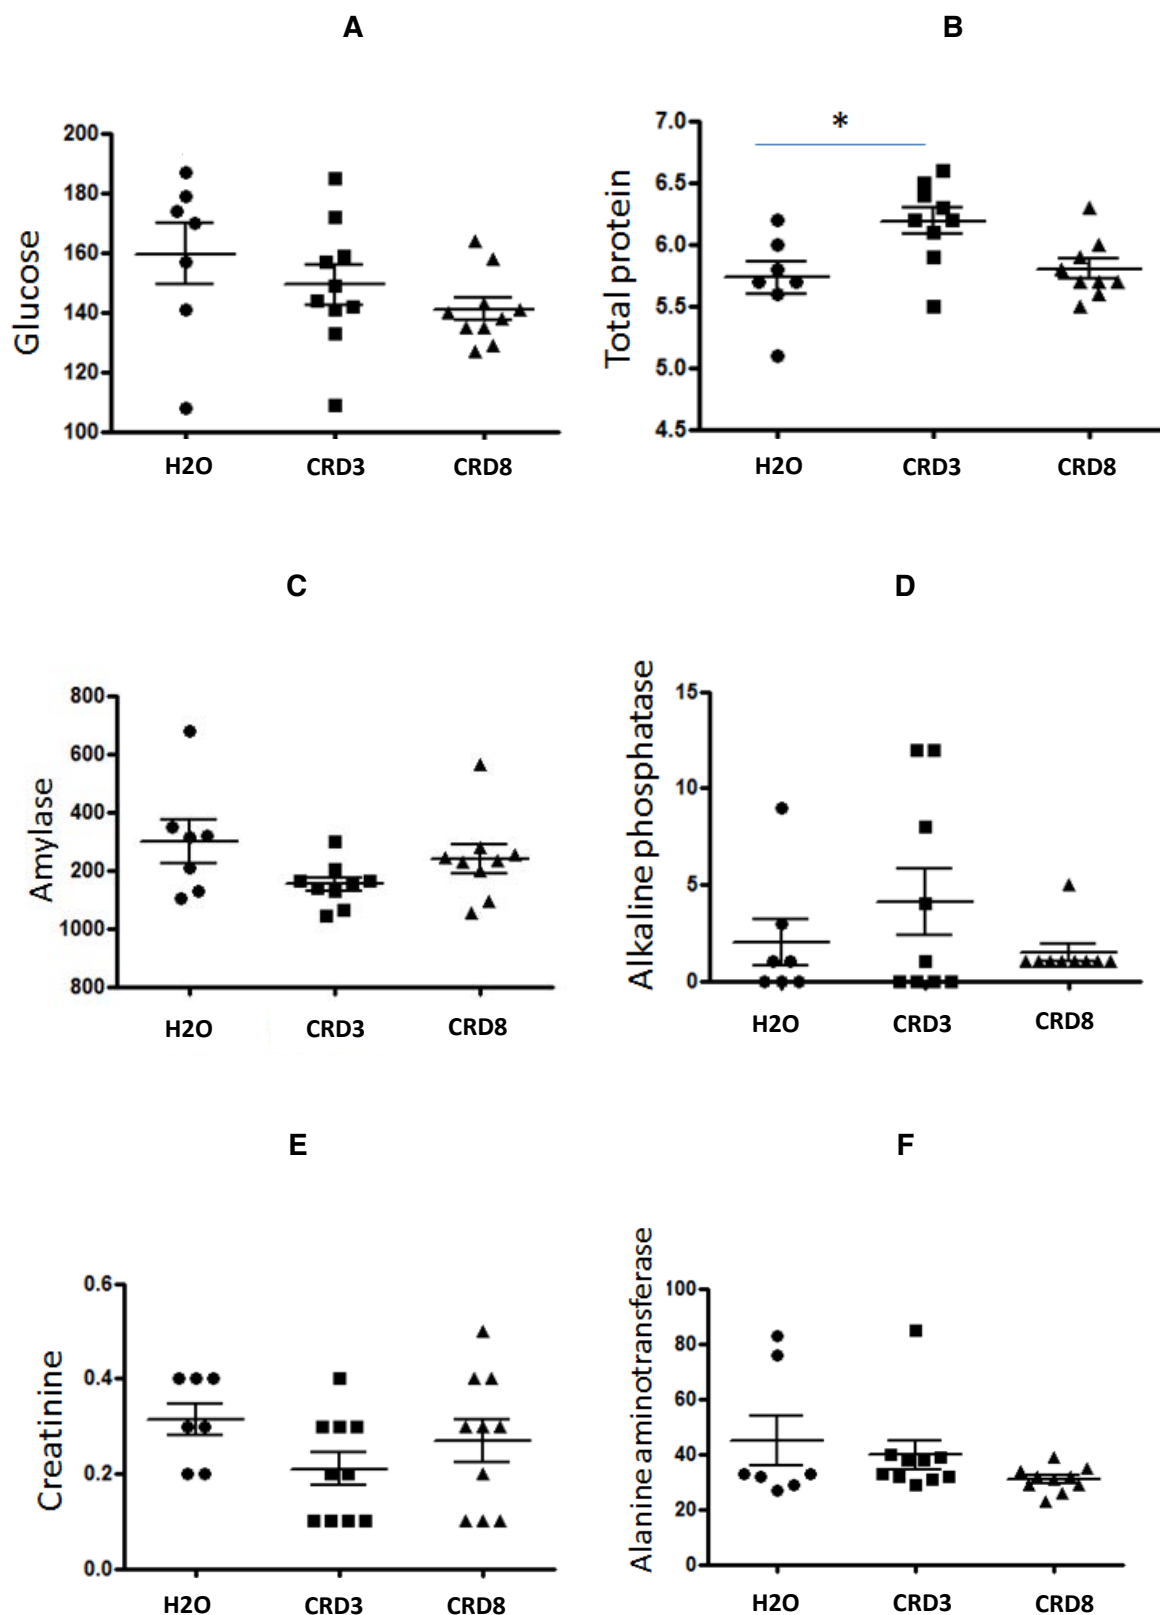 A
B
Glucose
200
180
160
140
120
100
H2O
CRD3
CRD8
Total protein
7.0
6.5
6.0
5.5
5.0
4.5
*
H2O
CRD3
CRD8
C
D
Amylase
800
600
400
200
1000
800
H2O
CRD3
CRD8
Alkaline phosphatase
15
10
5
0
H2O
CRD3
CRD8
E
F
Creatinine
0.6
0.4
0.2
0.0
H2O
CRD3
CRD8
Alanine aminotransferase
100
80
60
40
20
0
H2O
CRD3
CRD8